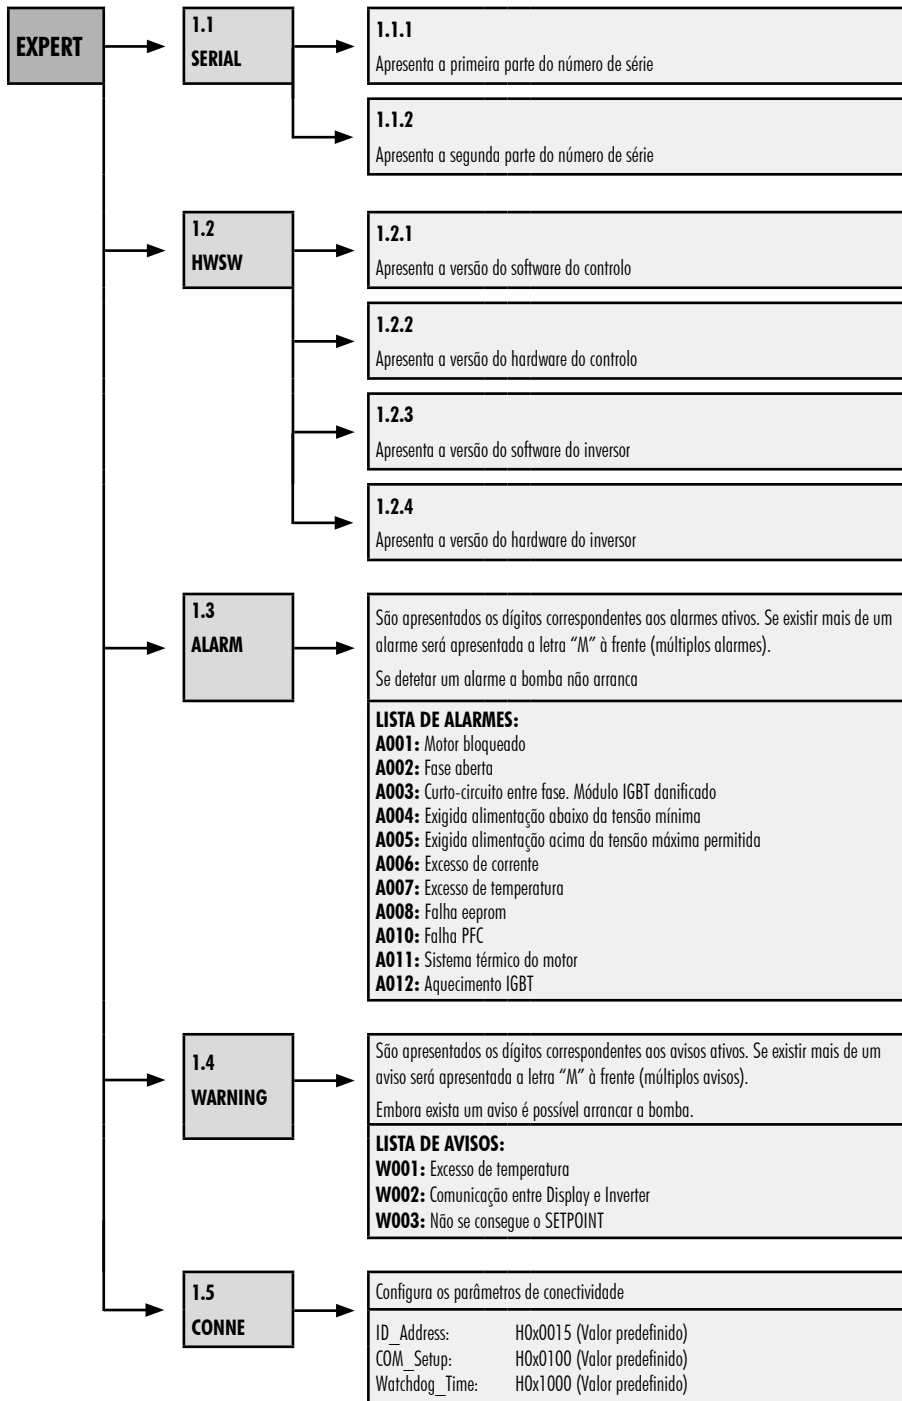 EXPERT
1.1
SERIAL
1.1.1
Apresenta a primeira parte do número de série
1.1.2
Apresenta a segunda parte do número de série
1.2
HWSW
1.2.1
Apresenta a versão do software do controlo
1.2.2
Apresenta a versão do hardware do controlo
1.2.3
Apresenta a versão do software do inversor
1.2.4
Apresenta a versão do hardware do inversor
1.3
ALARM
São apresentados os dígitos correspondentes aos alarmes ativos. Se existir mais de um
alarme será apresentada a letra “M” à frente (múltiplos alarmes).
Se detetar um alarme a bomba não arranca
LISTA DE ALARMES:
A001: Motor bloqueado
A002: Fase aberta
A003: Curto-circuito entre fase. Módulo IGBT danificado
A004: Exigida alimentação abaixo da tensão mínima
A005: Exigida alimentação acima da tensão máxima permitida
A006: Excesso de corrente
A007: Excesso de temperatura
A008: Falha eeprom
A010: Falha PFC
A011: Sistema térmico do motor
A012: Aquecimento IGBT
1.4
WARNING
São apresentados os dígitos correspondentes aos avisos ativos. Se existir mais de um
aviso será apresentada a letra “M” à frente (múltiplos avisos).
Embora exista um aviso é possível arrancar a bomba.
LISTA DE AVISOS:
W001: Excesso de temperatura
W002: Comunicação entre Display e Inverter
W003: Não se consegue o SETPOINT
1.5
CONNE
Configura os parâmetros de conectividade
ID_Address: H0x0015 (Valor predefinido)
COM_Setup: H0x0100 (Valor predefinido)
Watchdog_Time: H0x1000 (Valor predefinido)